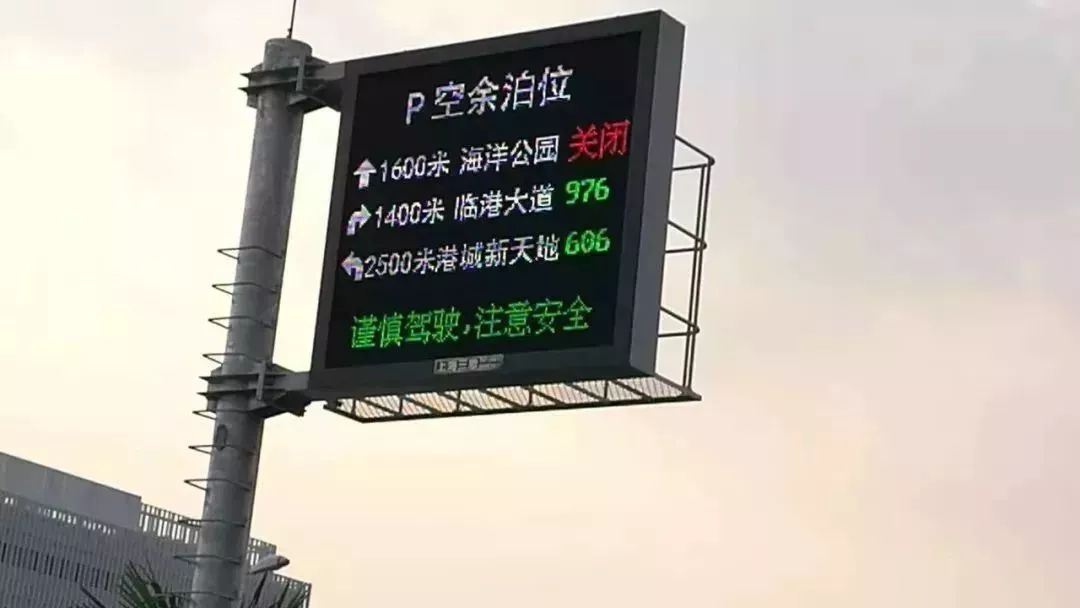 P 空余泊位
1600米 海洋公园 关闭
1400米 临港大道 976
2500米港城新天地 606
谨慎驾驶,注意安全